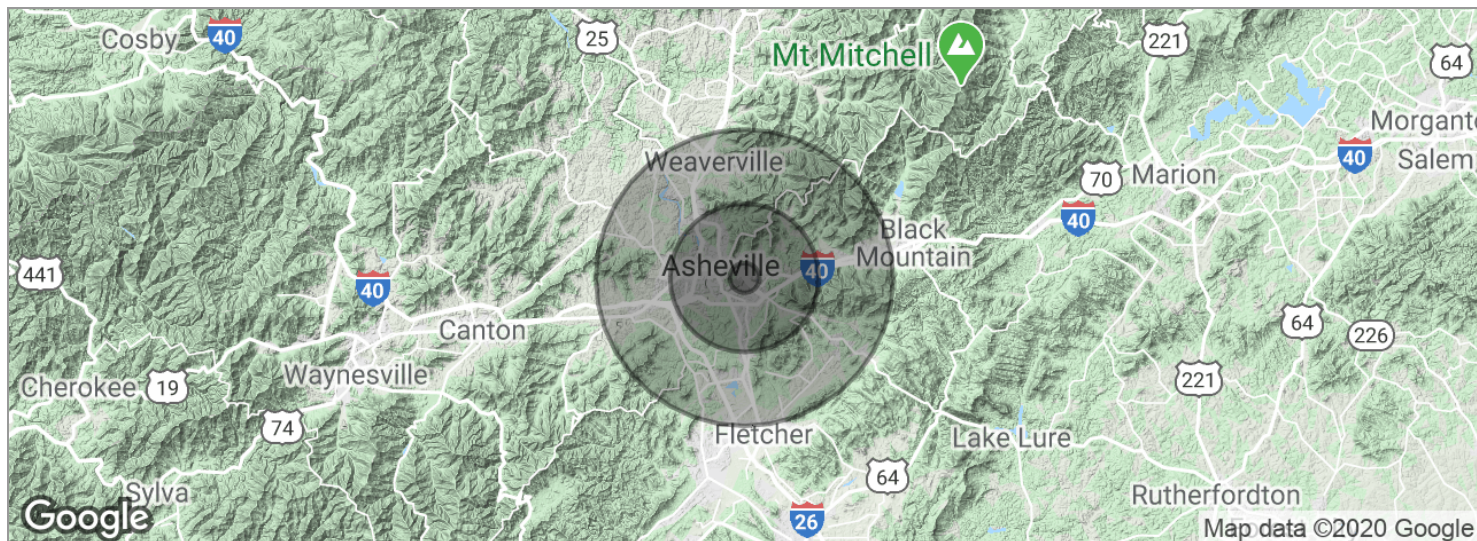 Cosby
40
25
Mt Mitchell
221
64
Morganto
Salem
40
Weaverville
Marion
70
40
Black
Mountain
Asheville
40
441
40
Canton
64
226
Waynesville
Cherokee
19
221
74
Fletcher
Lake Lure
64
Sylva
Rutherfordton
26
Google
Map data ©2020 Google